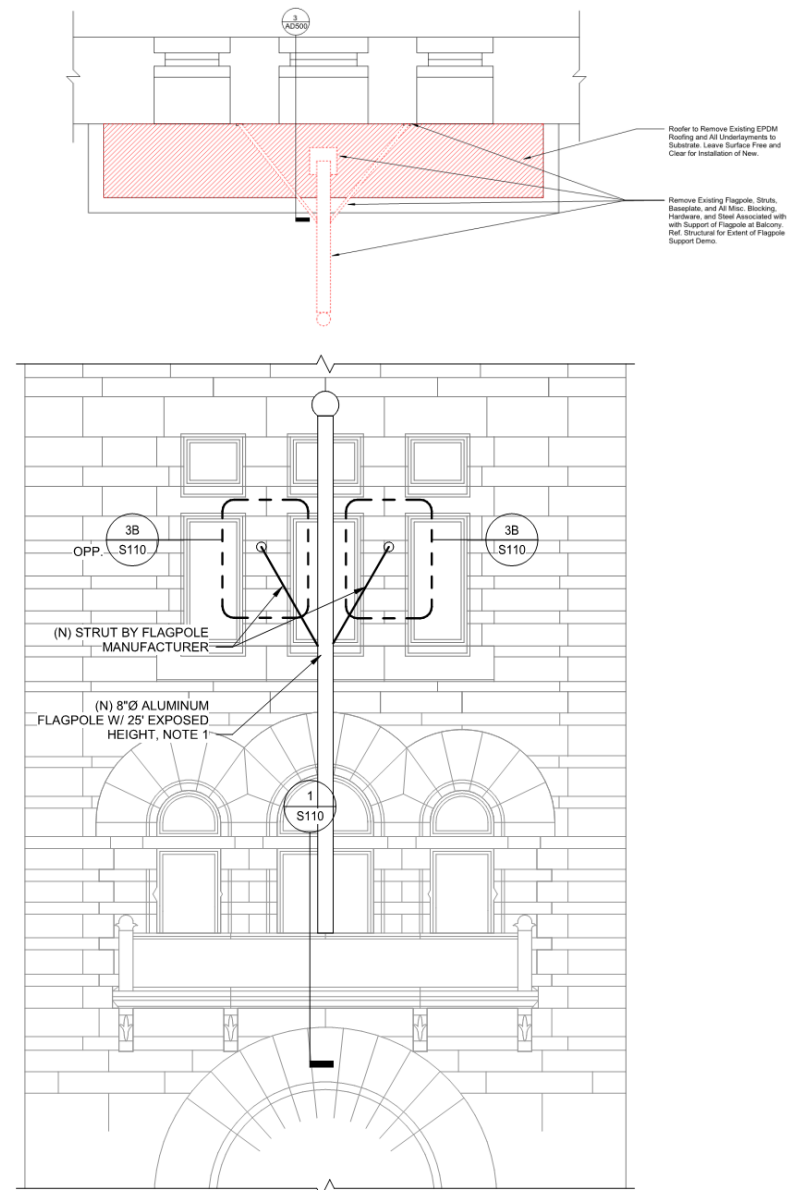 3
AD500
Roofer to Remove Existing EPDM
Roofing and All Underlayments to
Substrate. Leave Surface Free and
Clear for Installation of New.
Remove Existing Flagpole, Struts,
Baseplate, and All Misc. Blocking,
Hardware, and Steel Associated with
with Support of Flagpole at Balcony.
Ref. Structural for Extent of Flagpole
Support Demo.
3B
S110
OPP.
3B
S110
(N) STRUT BY FLAGPOLE
MANUFACTURER
(N) 8"Ø ALUMINUM
FLAGPOLE W/ 25' EXPOSED
HEIGHT, NOTE 1
1
S110